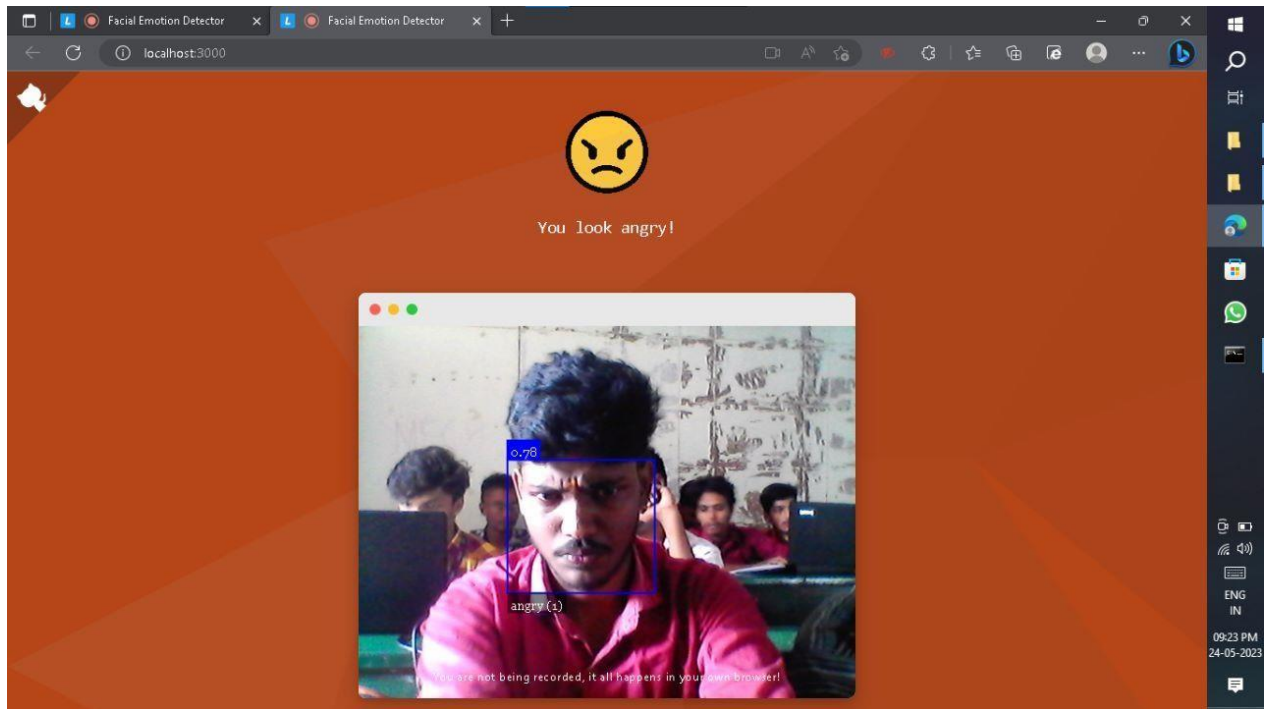 Facial Emotion Detector
Facial Emotion Detector
localhost:3000
You look angry!
0.78
angry (1)
You are not being recorded, it all happens in your own browser!
ENG
IN
09:23 PM
24-05-2023